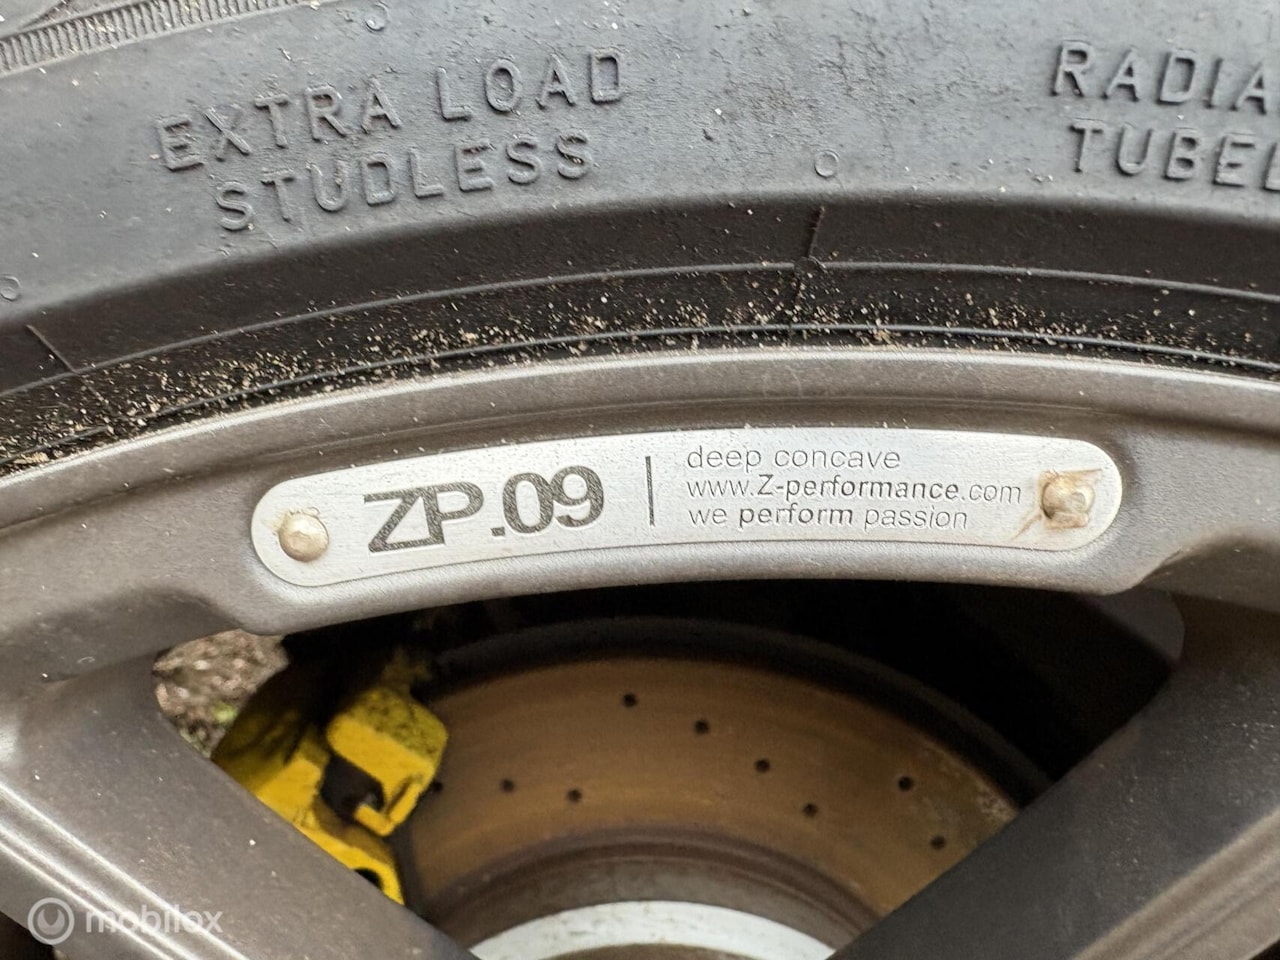 EXTRA LOAD
STUDLESS
RADIA
TUBEL
ZP.09
deep concave
www.Z-performance.com
we perform passion
mobilox